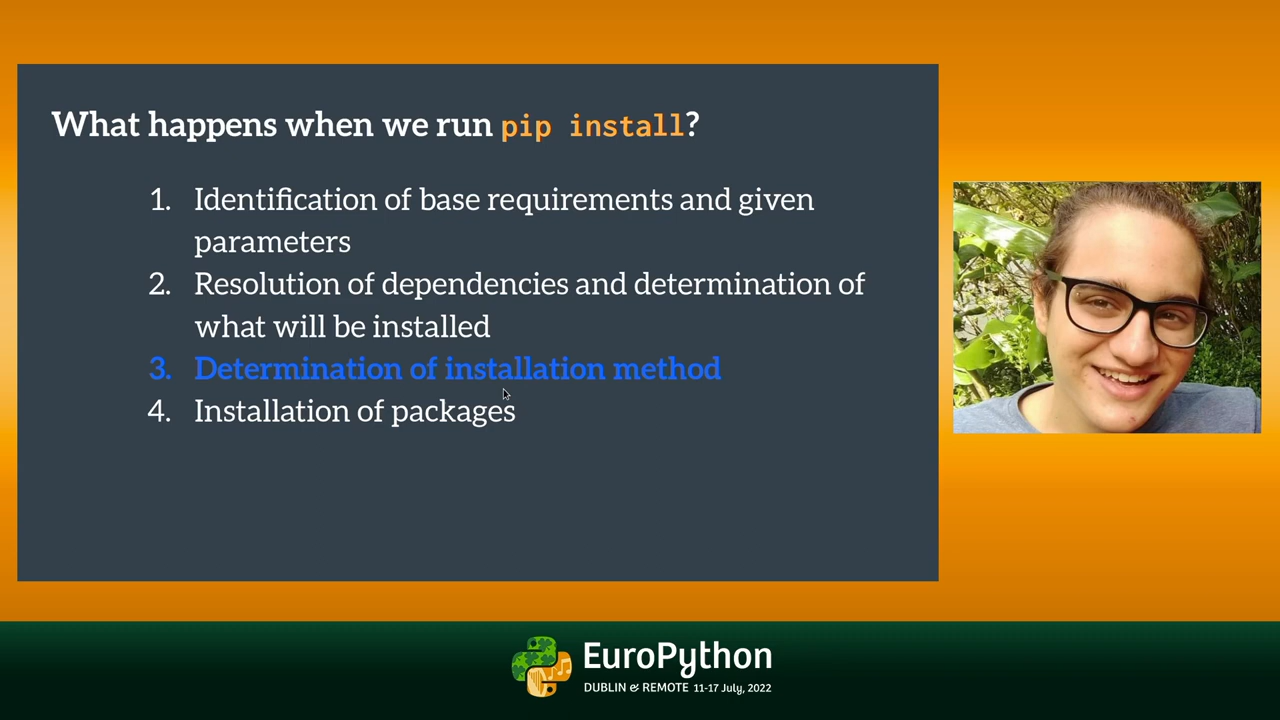 What happens when we run pip install?
1. Identification of base requirements and given
parameters
2. Resolution of dependencies and determination of
what will be installed
3. Determination of installation method
4. Installation of packages
EuroPython
DUBLIN & REMOTE 11-17 July, 2022